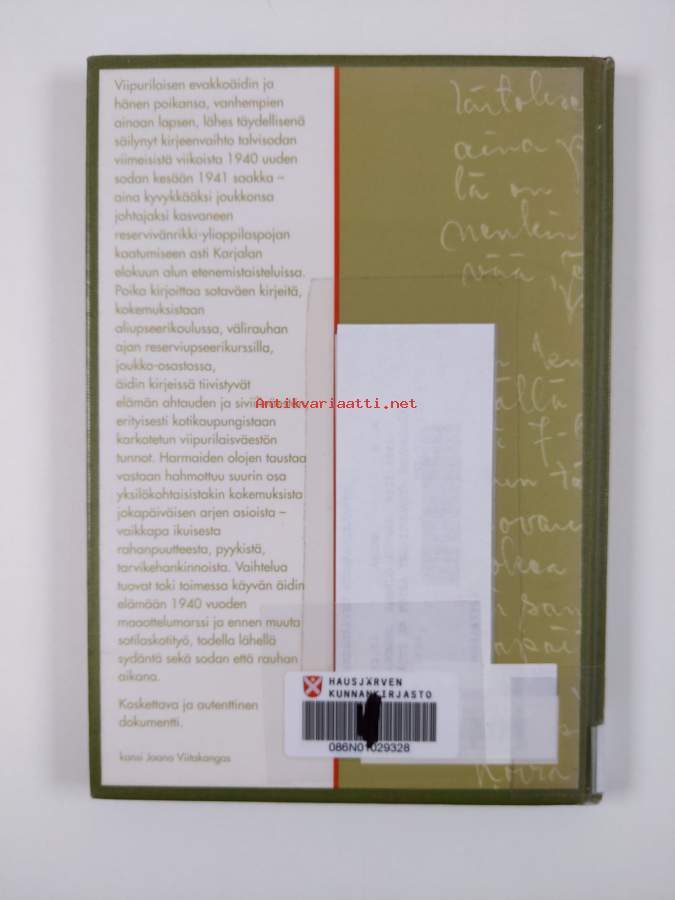 Viipurilaisen evakkoäidin ja
hänen poikansa, vanhempien
ainoan lapsen, lähes täydellisenä
säilynyt kirjeenvaihto talvisodan
viimeisistä viikoista 1940 uuden
sodan kesään 1941 saakka –
aina kyvykkääksi joukkonsa
johtajaksi kasvaneen
reservivänrikki-ylioppilaspojan
kaatumiseen asti Karjalan
elokuun alun etenemistaisteluissa.
Poika kirjoittaa sotaväen kirjeitä,
kokemuksistaan
aliupseerikoulussa, välirauhan
ajan reserviupseerikurssilla,
joukko-osastossa,
äidin kirjeissä tiivistyvät
elämän ahtauden ja
erityisesti kotikaupungistaan
karkotetun viipurilaisväestön
tunnot. Harmaiden olojen taustaa
vastaan hahmottuu suurin osa
yksilökohtaisistakin kokemuksista
jokapäiväisen arjen asioista –
vaikkapa ikuisesta
rahanpuutteesta, pyykistä,
tarvikehankinnoista. Vaihtelua
tuovat toki toimessa käyvän äidin
elämään 1940 vuoden
maaottelumarssi ja ennen muuta
sotilaskotityö, todella lähellä
sydäntä sekä sodan että rauhan
aikana.
Koskettava ja autenttinen
dokumentti.
kansi Jaana Viitakangas
Antikvariaatti.net
HAUSJÄRVEN
KUNNANKIRJASTO
086N01029328
aina
lä on